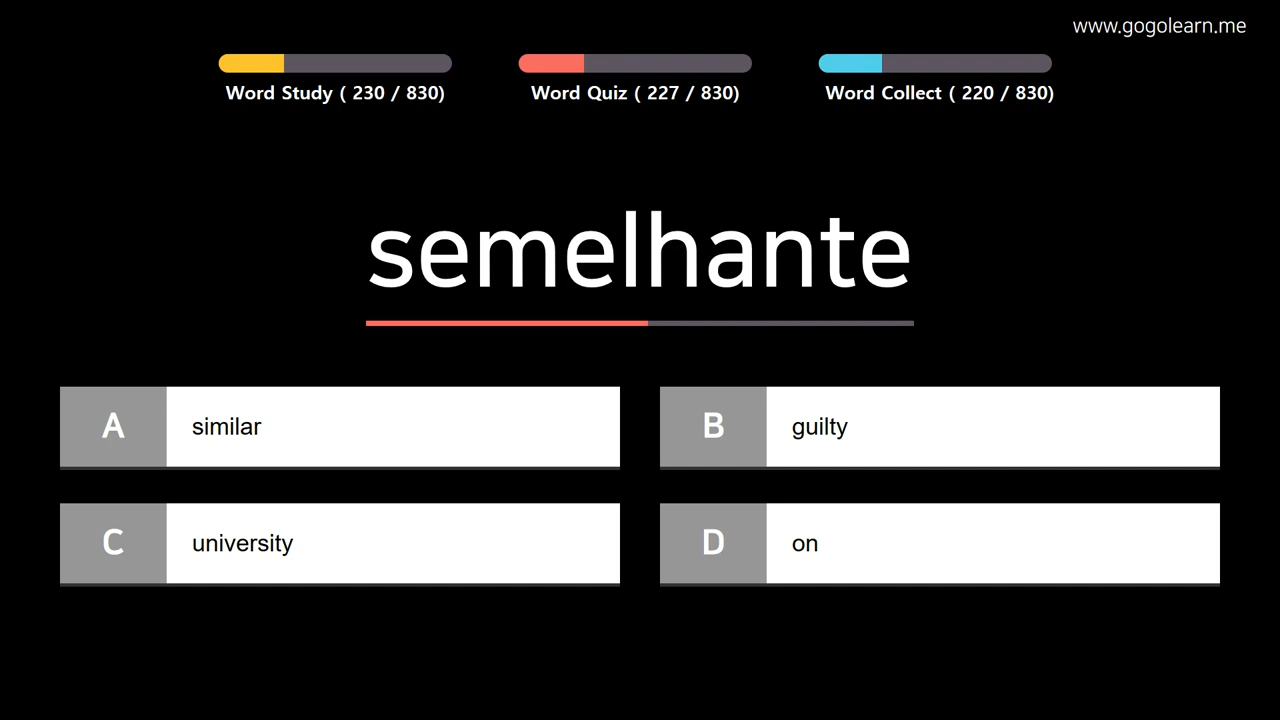 www.gogolearn.me
Word Study ( 230 / 830)
Word Quiz ( 227 / 830)
Word Collect ( 220 / 830)
semelhante
A similar
B guilty
C university
D on